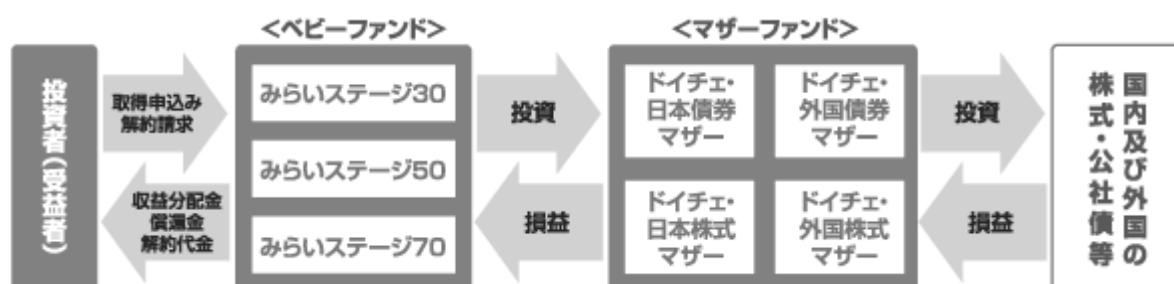 <ベビーファンド>
<マザーファンド>
投資者(受益者)
取得申込み
解約請求
収益分配金
償還金
解約代金
みらいステージ30
みらいステージ50
みらいステージ70
投資
損益
ドイチェ・
日本債券
マザー
ドイチェ・
外国債券
マザー
ドイチェ・
日本株式
マザー
ドイチェ・
外国株式
マザー
投資
損益
国内及び外国の
株式・公社債等